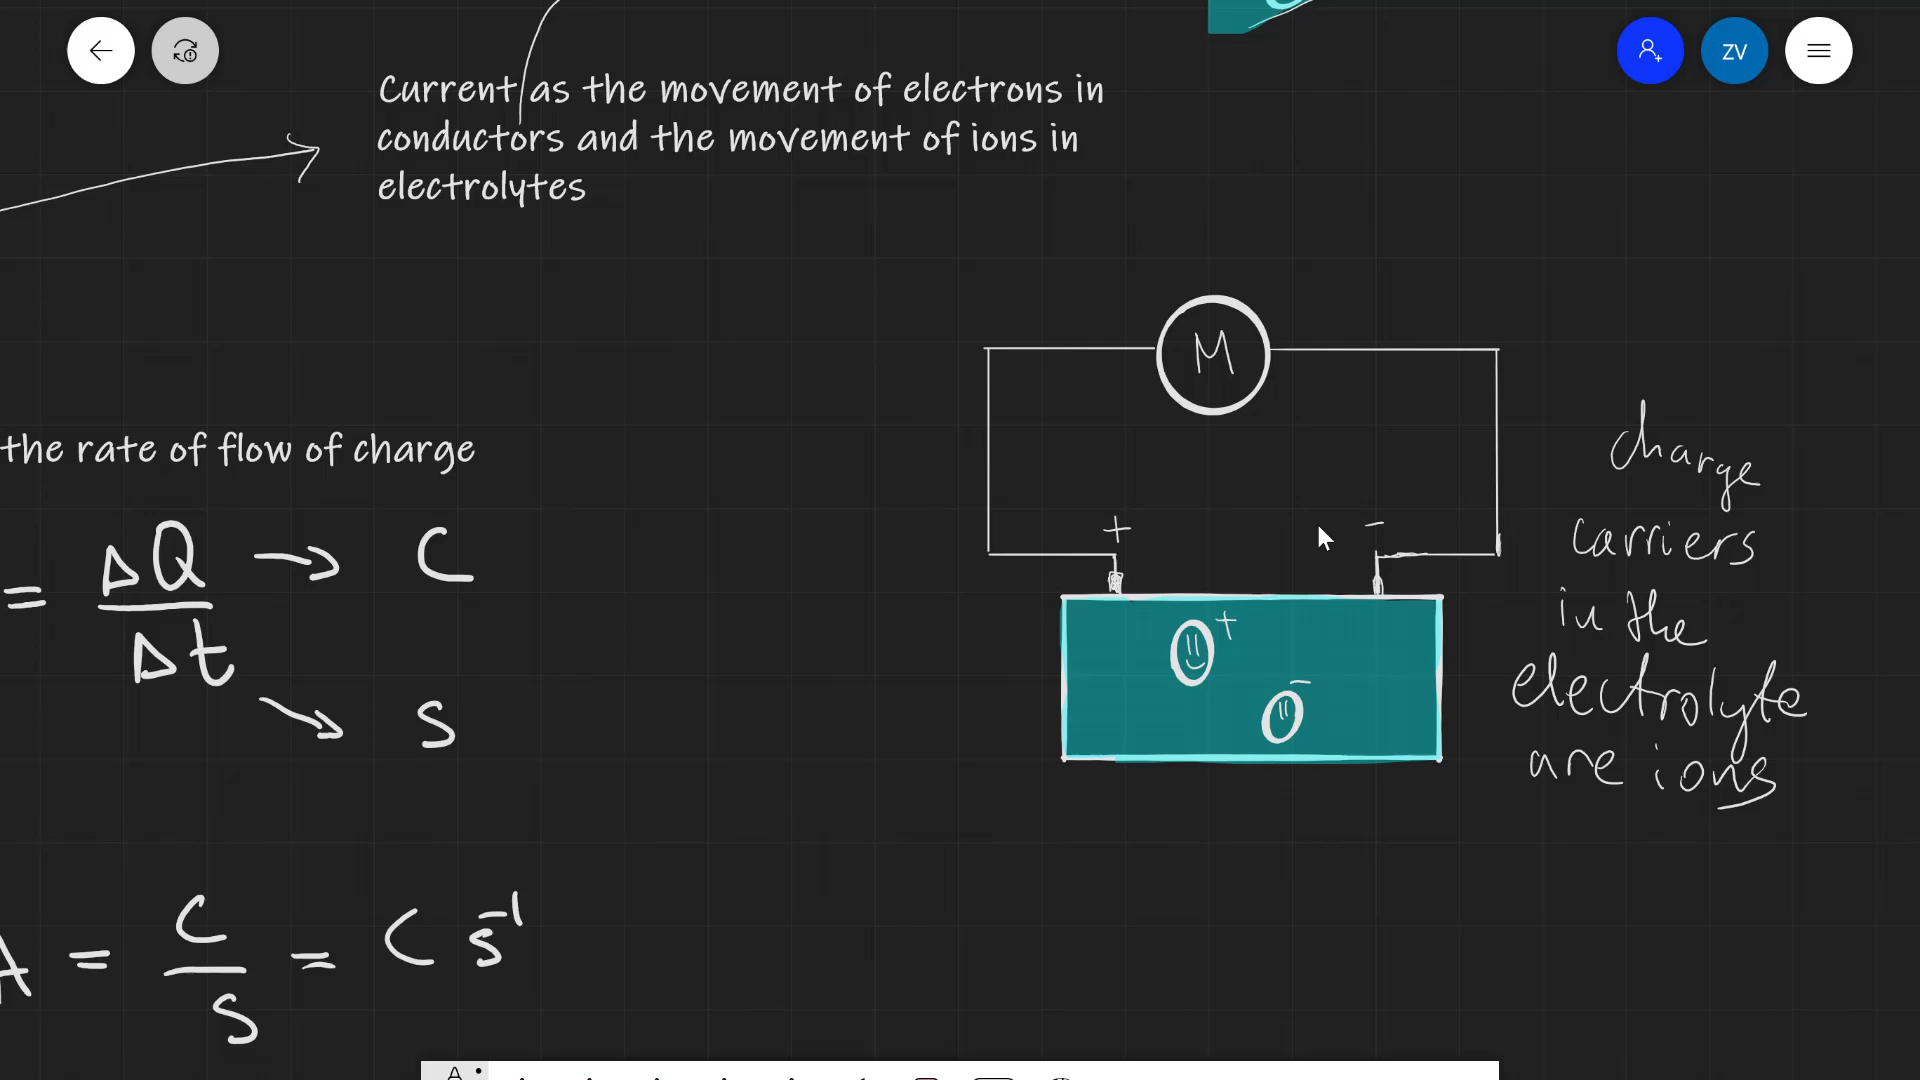 ZV
Current as the movement of electrons in
conductors and the movement of ions in
electrolytes
M
the rate of flow of charge
= ΔQ → C
Δt
→ s
+ -
+
-
charge
carriers
in the
electrolyte
are ions
A = C = C s⁻¹
s